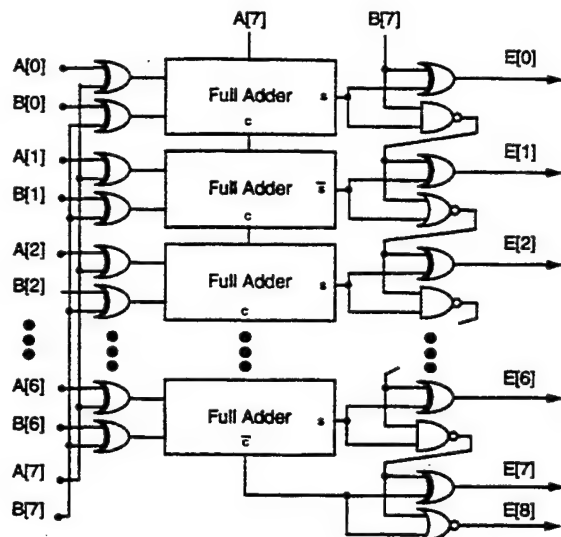 A[7] B[7]
A[0] E[0]
Full Adder s
B[0]
c
A[1] E[1]
Full Adder s̅
B[1]
c
A[2] E[2]
Full Adder s
B[2]
c
A[6] E[6]
Full Adder s
B[6]
c̅
A[7] E[7]
B[7] E[8]